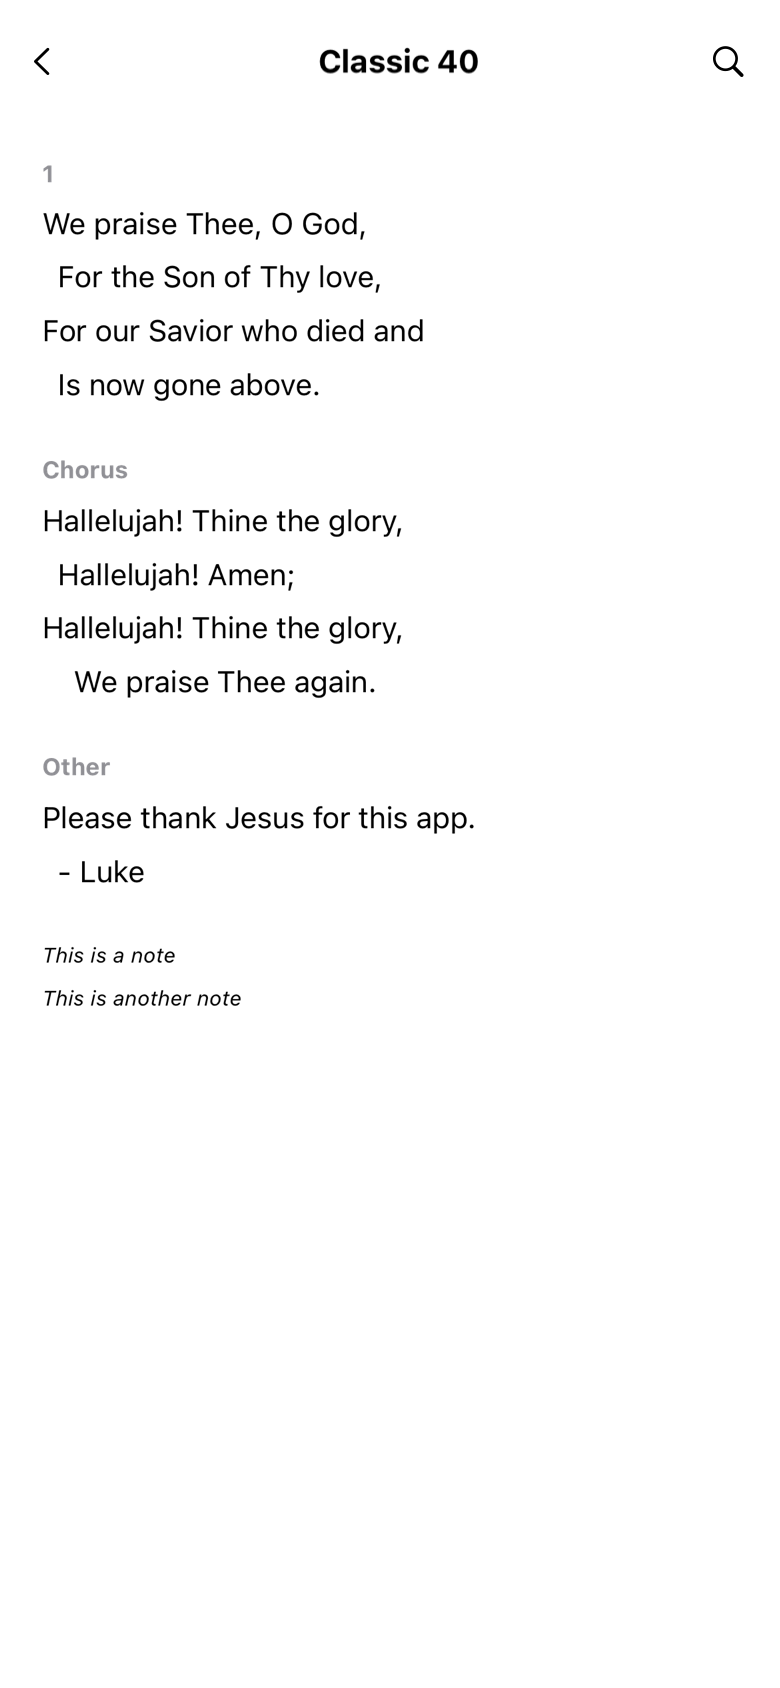 Classic 40
1
We praise Thee, O God,
For the Son of Thy love,
For our Savior who died and
Is now gone above.
Chorus
Hallelujah! Thine the glory,
Hallelujah! Amen;
Hallelujah! Thine the glory,
We praise Thee again.
Other
Please thank Jesus for this app.
- Luke
This is a note
This is another note